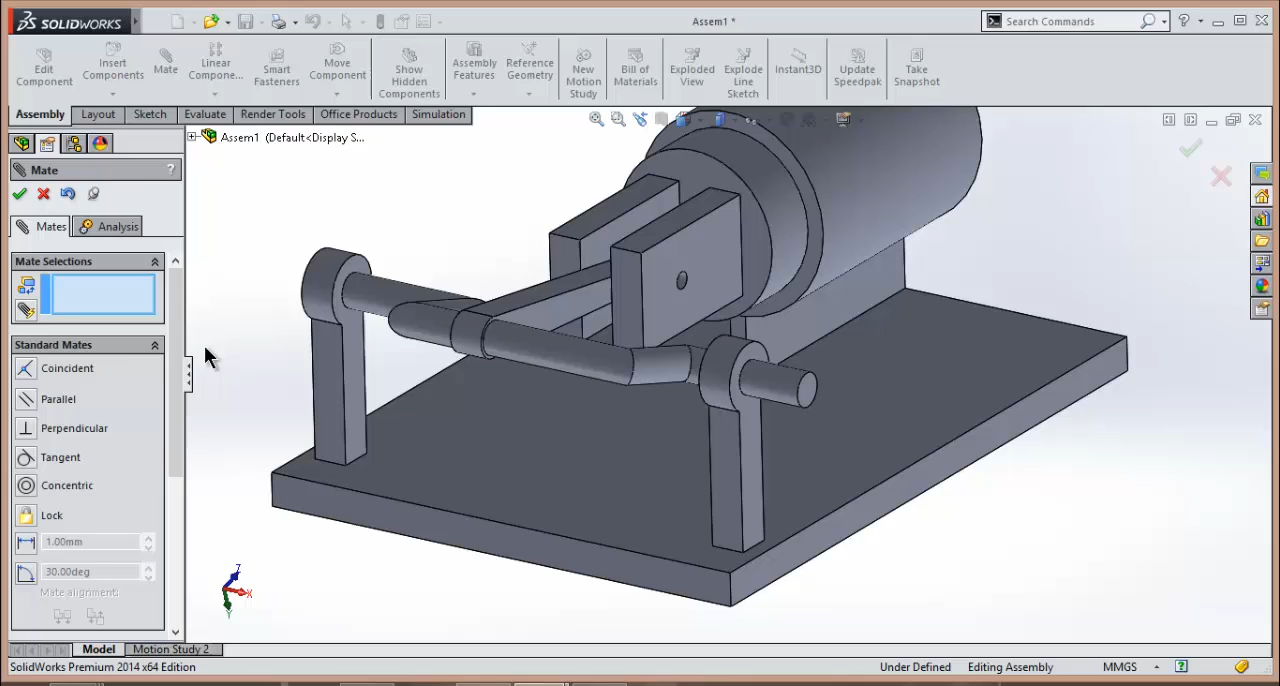 SOLIDWORKS
Assem1 *
Search Commands
?
Edit Component
Insert Components
Mate
Linear Compone...
Smart Fasteners
Move Component
Show Hidden Components
Assembly Features
Reference Geometry
New Motion Study
Bill of Materials
Exploded View
Explode Line Sketch
Instant3D
Update Speedpak
Take Snapshot
Assembly
Layout
Sketch
Evaluate
Render Tools
Office Products
Simulation
Assem1 (Default<Display S...
Mate
?
Mates
Analysis
Mate Selections
Standard Mates
Coincident
Parallel
Perpendicular
Tangent
Concentric
Lock
1.00mm
30.00deg
Mate alignment:
Z
X
Y
Model
Motion Study 2
SolidWorks Premium 2014 x64 Edition
Under Defined
Editing Assembly
MMGS
?